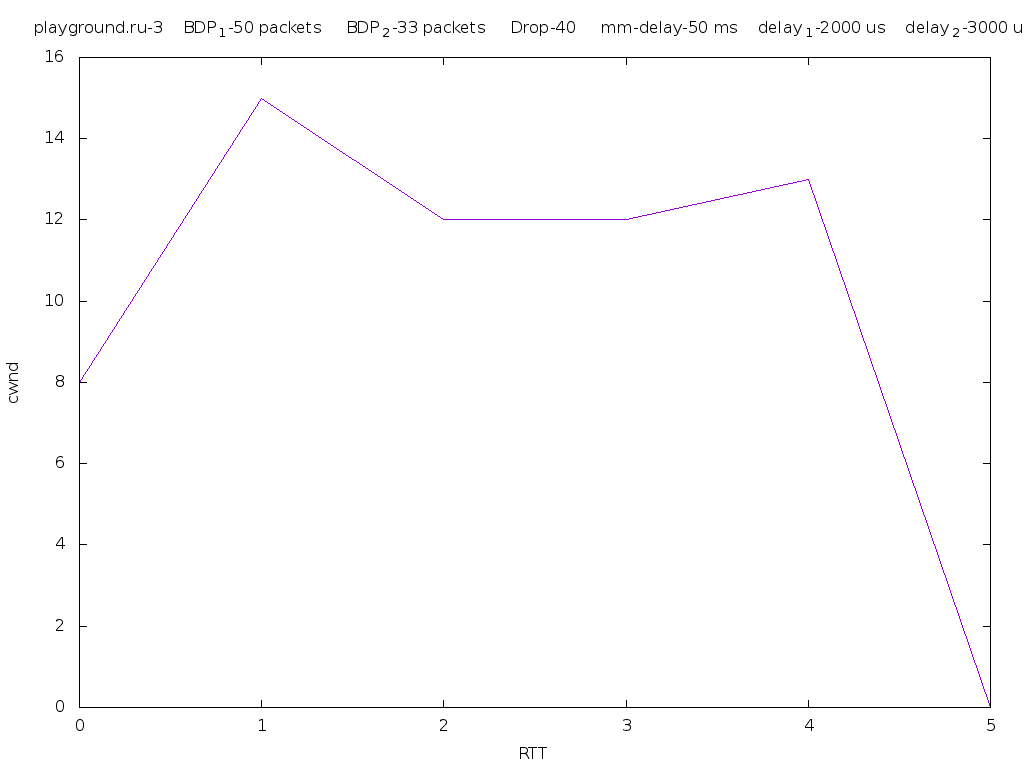 playground.ru-3 BDP1-50 packets BDP2-33 packets Drop-40 mm-delay-50 ms delay1-2000 us delay2-3000 u
16
14
12
10
8
6
4
2
0
cwnd
0 1 2 3 4 5
RTT